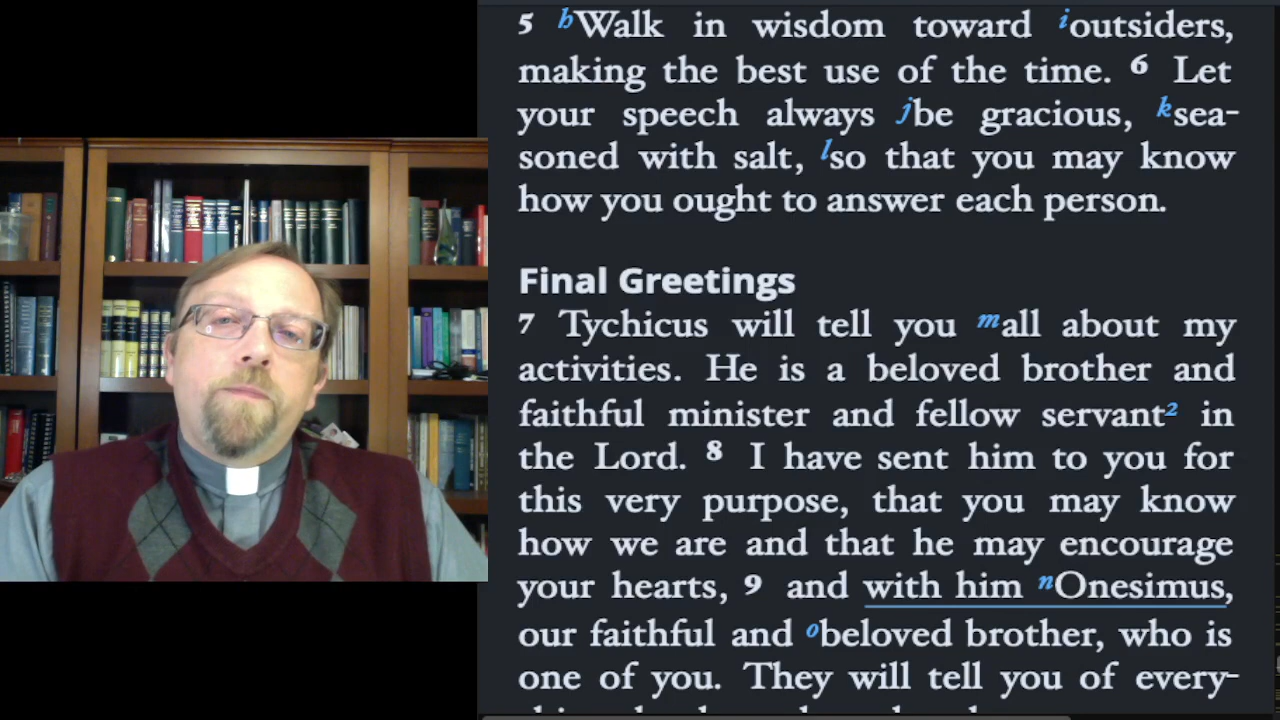 5 hWalk in wisdom toward ioutsiders,
making the best use of the time. 6 Let
your speech always jbe gracious, ksea-
soned with salt, lso that you may know
how you ought to answer each person.
Final Greetings
7 Tychicus will tell you mall about my
activities. He is a beloved brother and
faithful minister and fellow servant2 in
the Lord. 8 I have sent him to you for
this very purpose, that you may know
how we are and that he may encourage
your hearts, 9 and with him nOnesimus,
our faithful and obeloved brother, who is
one of you. They will tell you of every-